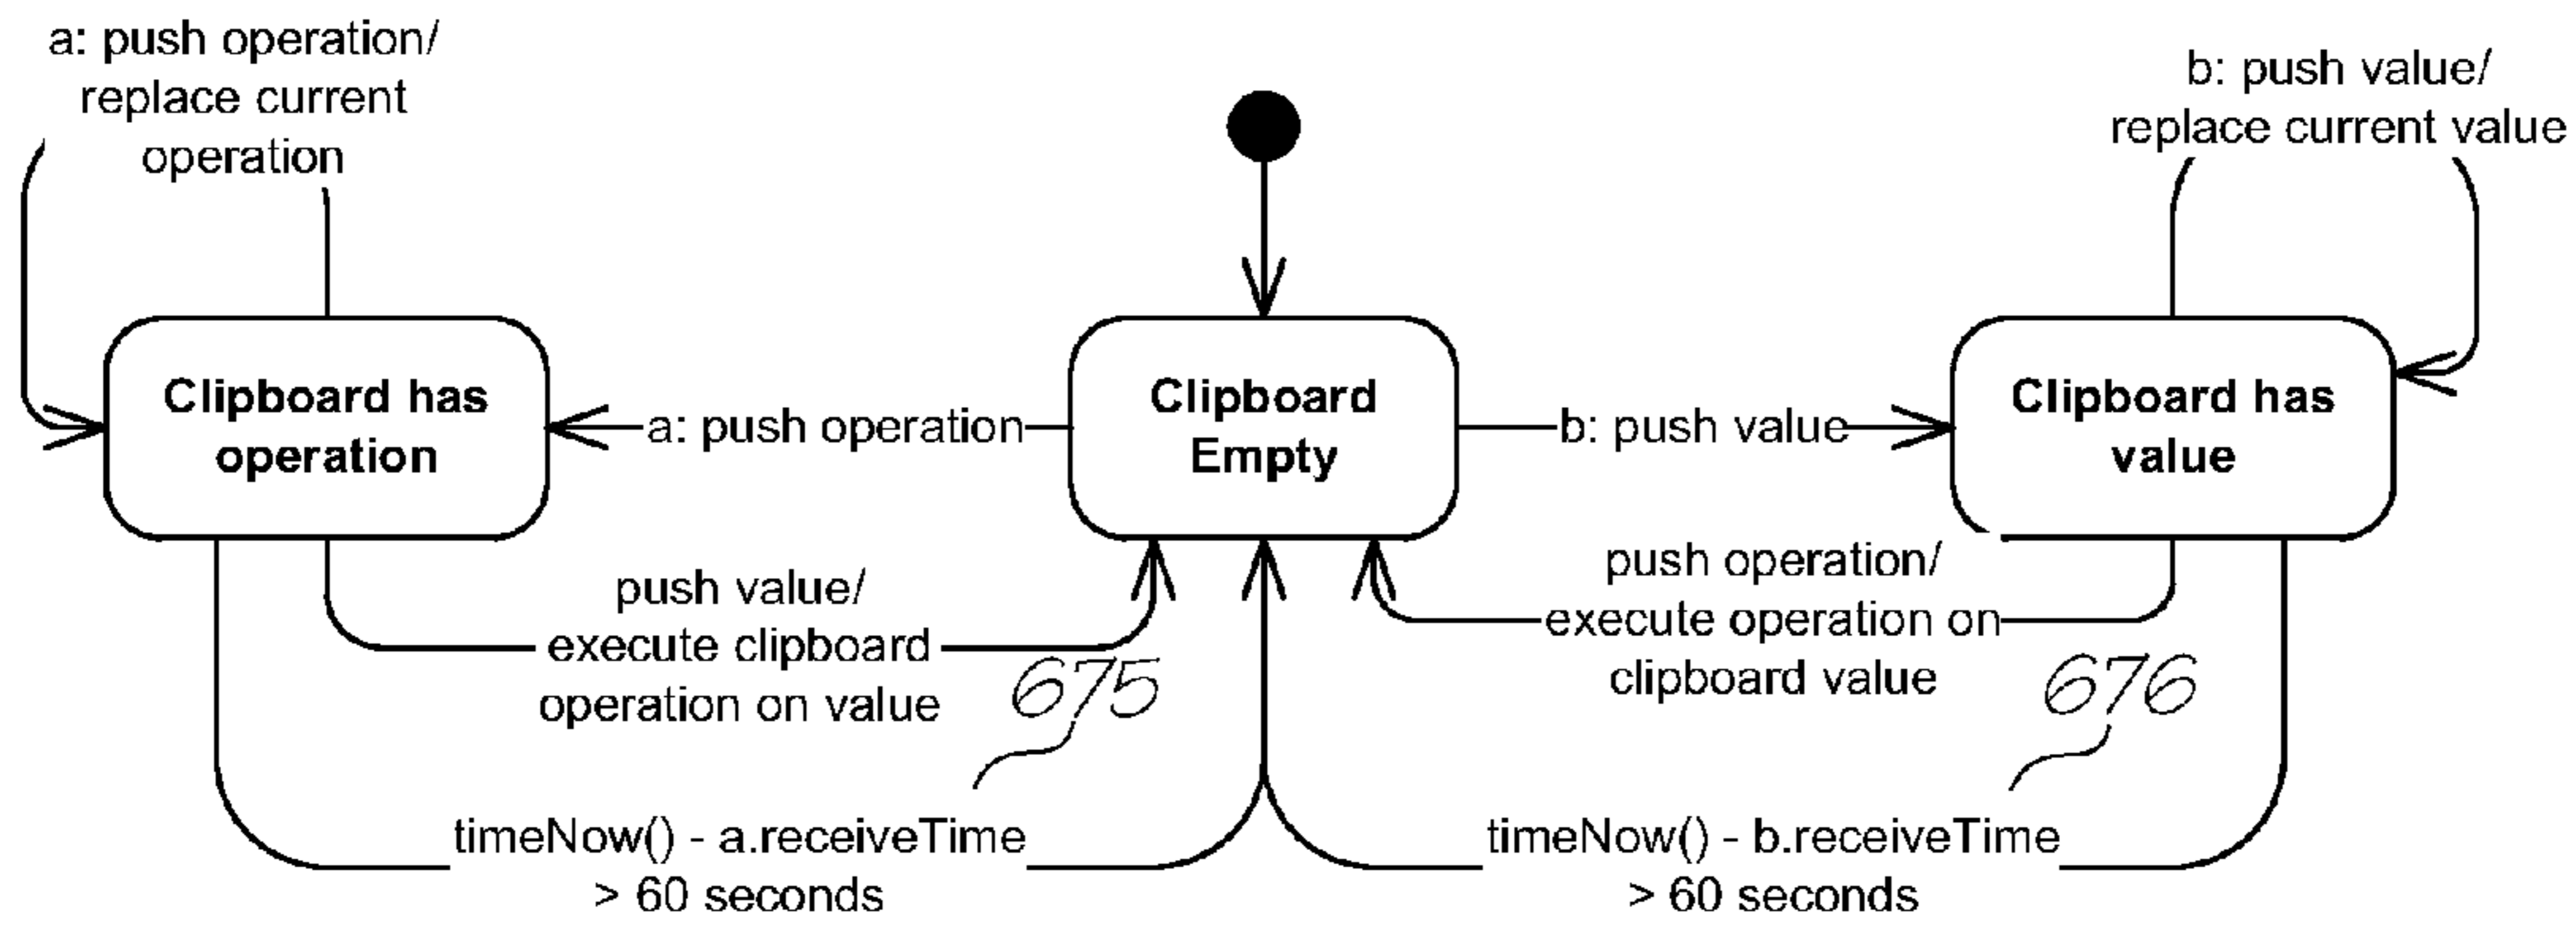 a: push operation/
replace current
operation
b: push value/
replace current value
Clipboard has
operation
a: push operation
Clipboard
Empty
b: push value
Clipboard has
value
push value/
execute clipboard
operation on value
675
push operation/
execute operation on
clipboard value
676
timeNow() - a.receiveTime
> 60 seconds
timeNow() - b.receiveTime
> 60 seconds